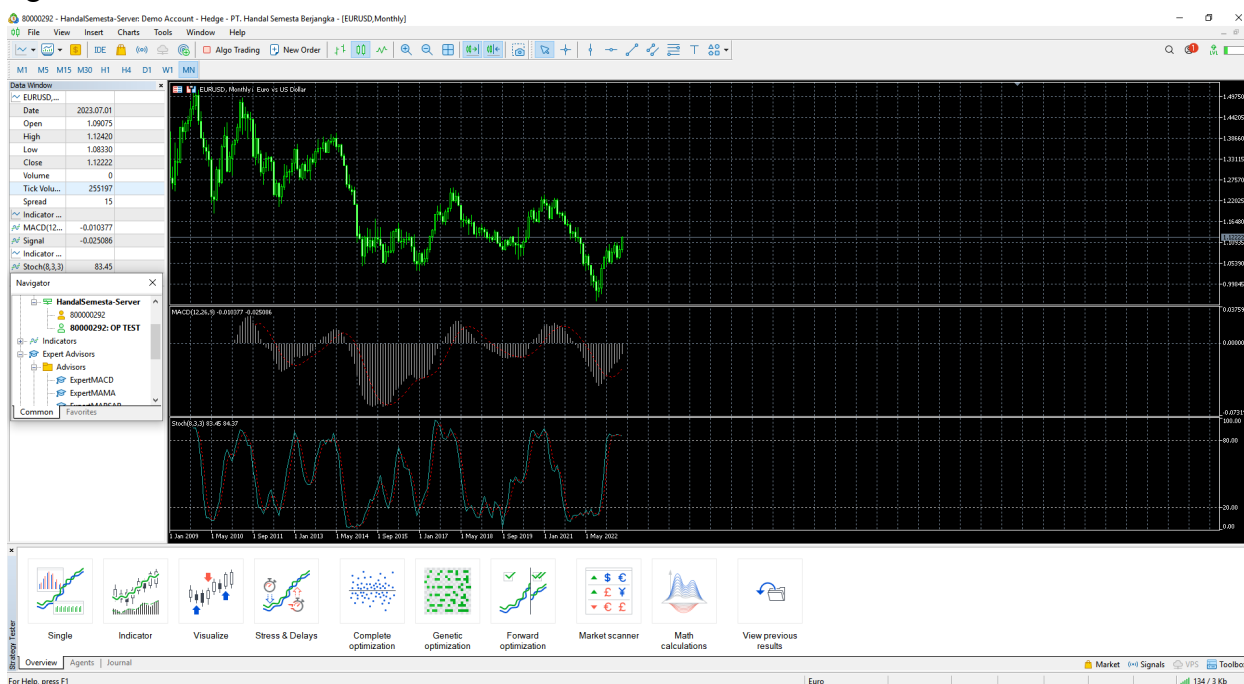 80000292 - HandalSemesta-Server: Demo Account - Hedge - PT. Handal Semesta Berjangka - [EURUSD,Monthly]
File View Insert Charts Tools Window Help
IDE Algo Trading New Order T 1 LVL
M1 M5 M15 M30 H1 H4 D1 W1 MN
Data Window
EURUSD,...
Date 2023.07.01
Open 1.09075
High 1.12420
Low 1.08330
Close 1.12222
Volume 0
Tick Volu... 255197
Spread 15
Indicator ...
MACD(12... -0.010377
Signal -0.025086
Indicator ...
Stoch(8,3,3) 83.45
Navigator
HandalSemesta-Server
80000292
80000292: OP TEST
Indicators
Expert Advisors
Advisors
ExpertMACD
ExpertMAMA
Common Favorites
EURUSD, Monthly: Euro vs US Dollar
1.49750
1.44205
1.38660
1.33115
1.27570
1.22025
1.16480
1.05390
0.99845
MACD(12,26,9) -0.010377 -0.025086
0.03759
0.00000
-0.07319
Stoch(8,3,3) 83.45 84.37
100.00
80.00
20.00
0.00
1 Jan 2009 1 May 2010 1 Sep 2011 1 Jan 2013 1 May 2014 1 Sep 2015 1 Jan 2017 1 May 2018 1 Sep 2019 1 Jan 2021 1 May 2022
Strategy Tester
Single
Indicator
Visualize
Stress & Delays
Complete
optimization
Genetic
optimization
Forward
optimization
Market scanner
Math
calculations
View previous
results
Overview Agents Journal
Market Signals VPS Toolbo
For Help, press F1 Euro 134 / 3 Kb